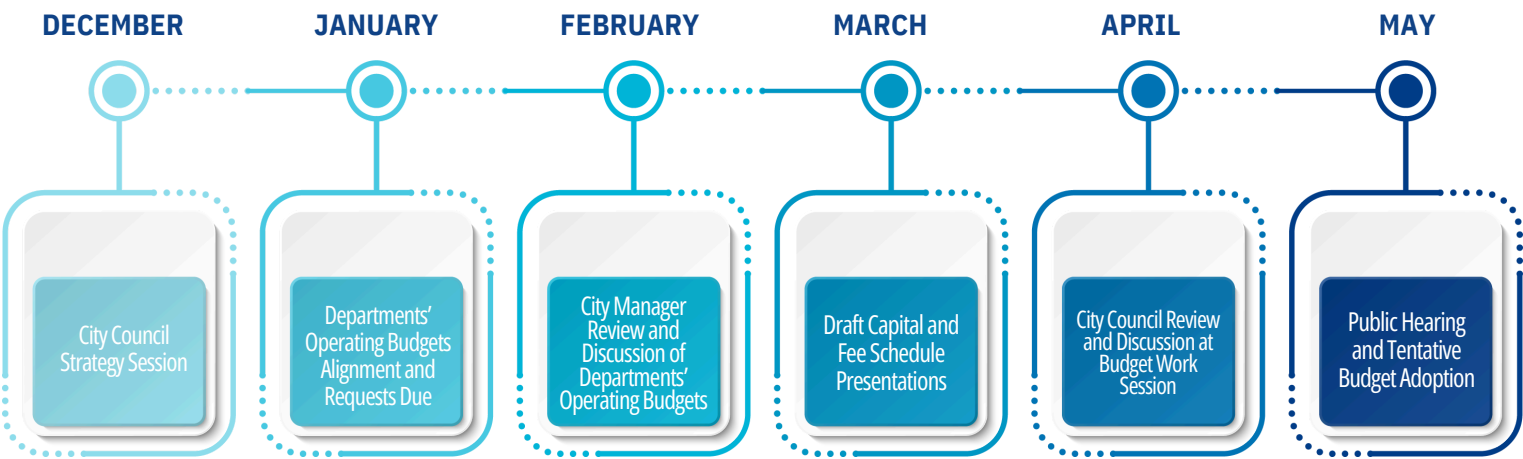 DECEMBER
JANUARY
FEBRUARY
MARCH
APRIL
MAY
City Council
Strategy Session
Departments’
Operating Budgets
Alignment and
Requests Due
City Manager
Review and
Discussion of
Departments’
Operating Budgets
Draft Capital and
Fee Schedule
Presentations
City Council Review
and Discussion at
Budget Work
Session
Public Hearing
and Tentative
Budget Adoption